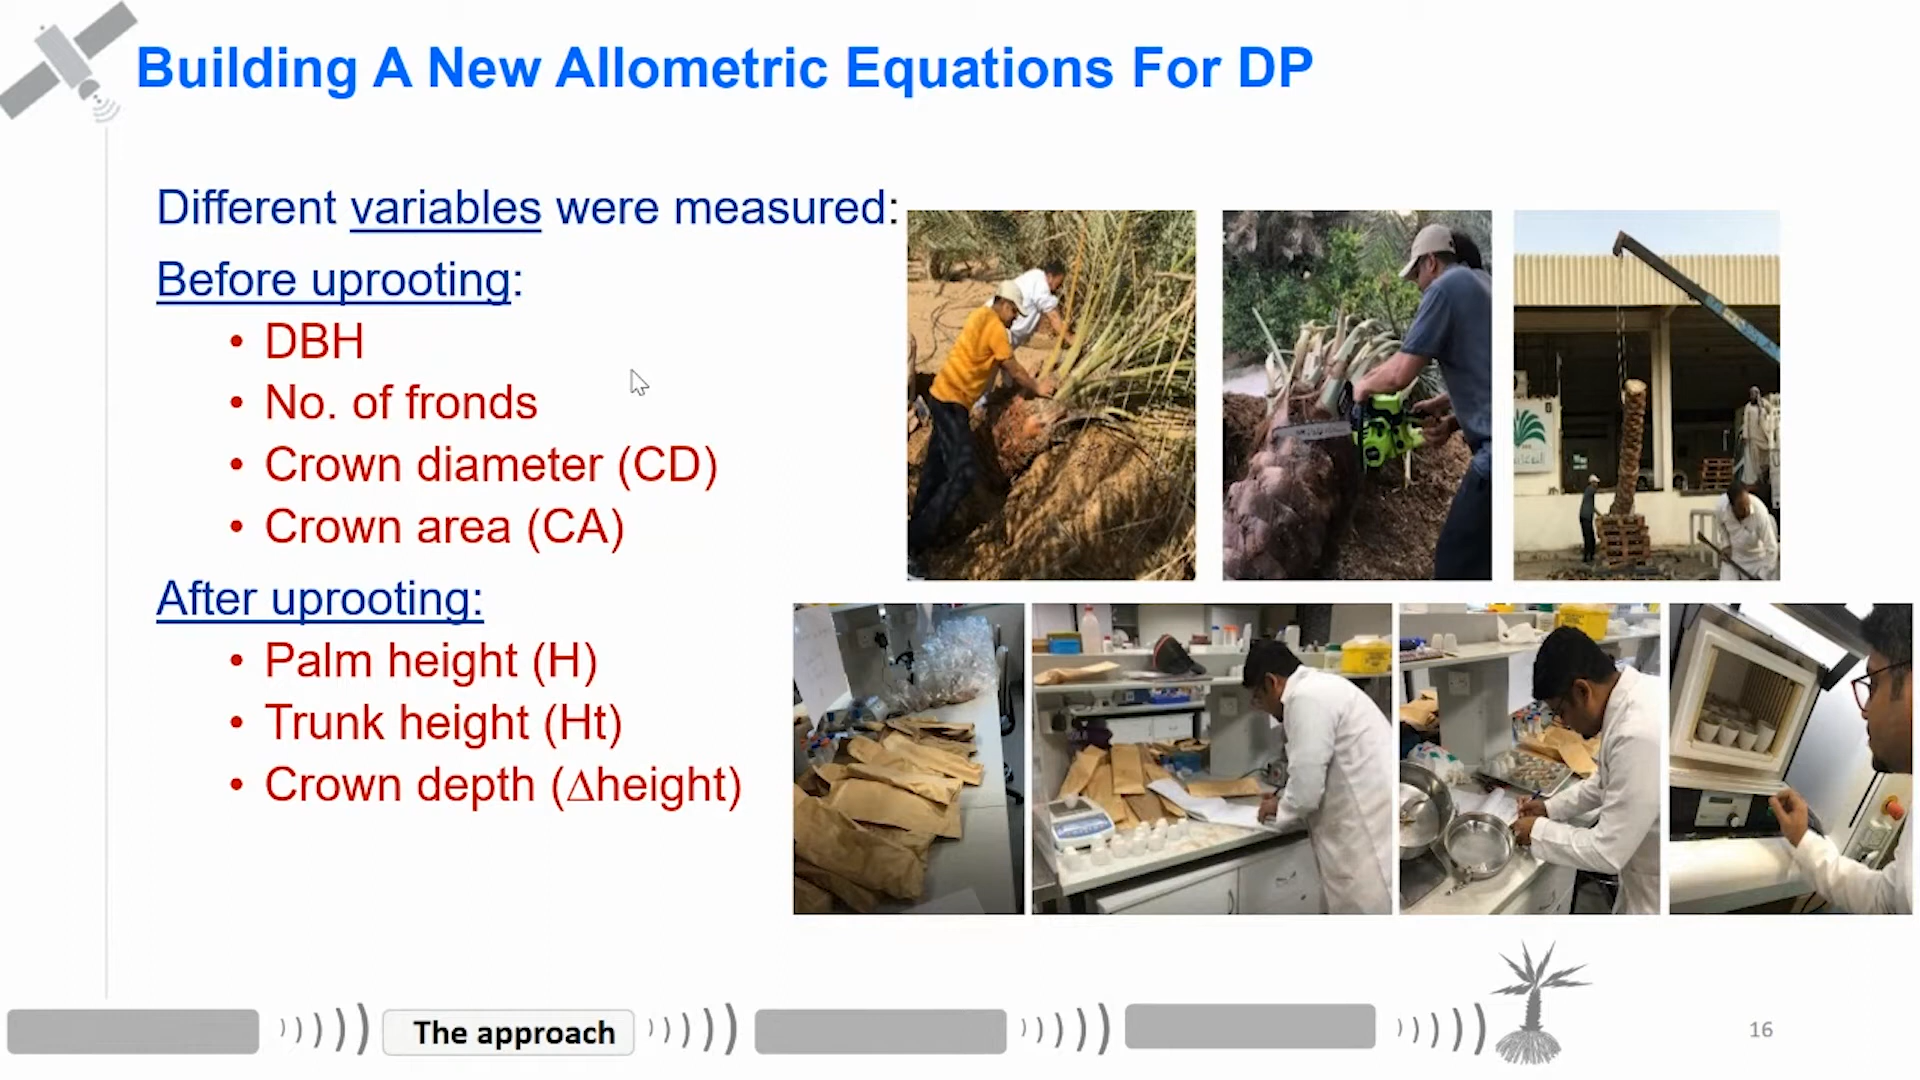 Building A New Allometric Equations For DP
Different variables were measured:
Before uprooting:
• DBH
• No. of fronds
• Crown diameter (CD)
• Crown area (CA)
After uprooting:
• Palm height (H)
• Trunk height (Ht)
• Crown depth (∆height)
The approach
16